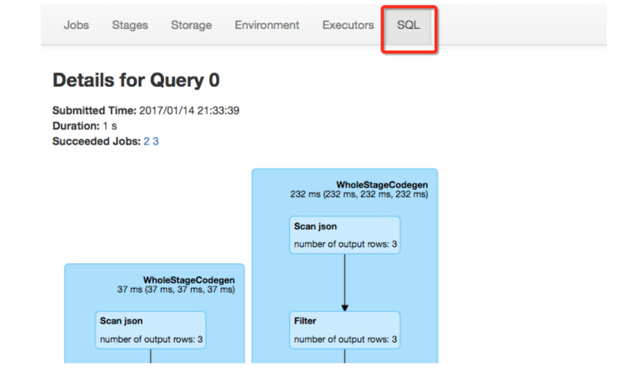 Jobs Stages Storage Environment Executors SQL
Details for Query 0
Submitted Time: 2017/01/14 21:33:39
Duration: 1 s
Succeeded Jobs: 2 3
WholeStageCodegen
232 ms (232 ms, 232 ms, 232 ms)
Scan json
number of output rows: 3
WholeStageCodegen
37 ms (37 ms, 37 ms, 37 ms)
Scan json
number of output rows: 3
Filter
number of output rows: 3